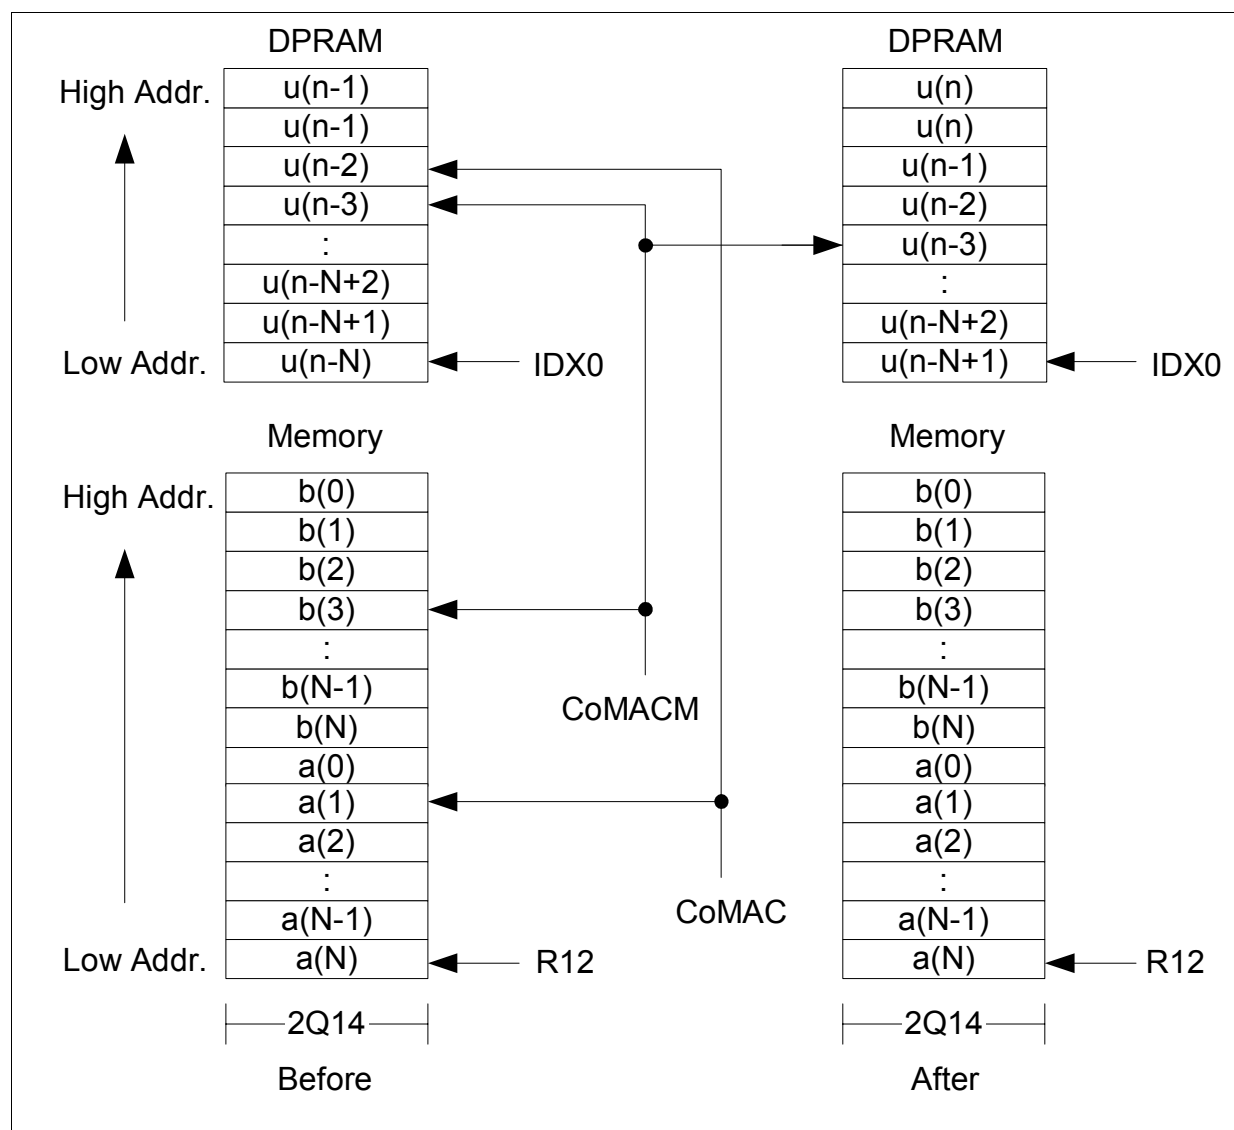 DPRAM DPRAM
High Addr. u(n-1) u(n)
u(n-1) u(n)
u(n-2) u(n-1)
u(n-3) u(n-2)
: u(n-3)
u(n-N+2) :
u(n-N+1) u(n-N+2)
Low Addr. u(n-N) IDX0 u(n-N+1) IDX0
Memory Memory
High Addr. b(0) b(0)
b(1) b(1)
b(2) b(2)
b(3) b(3)
: :
b(N-1) CoMACM b(N-1)
b(N) b(N)
a(0) a(0)
a(1) a(1)
a(2) a(2)
: :
a(N-1) CoMAC a(N-1)
Low Addr. a(N) R12 a(N) R12
2Q14 2Q14
Before After